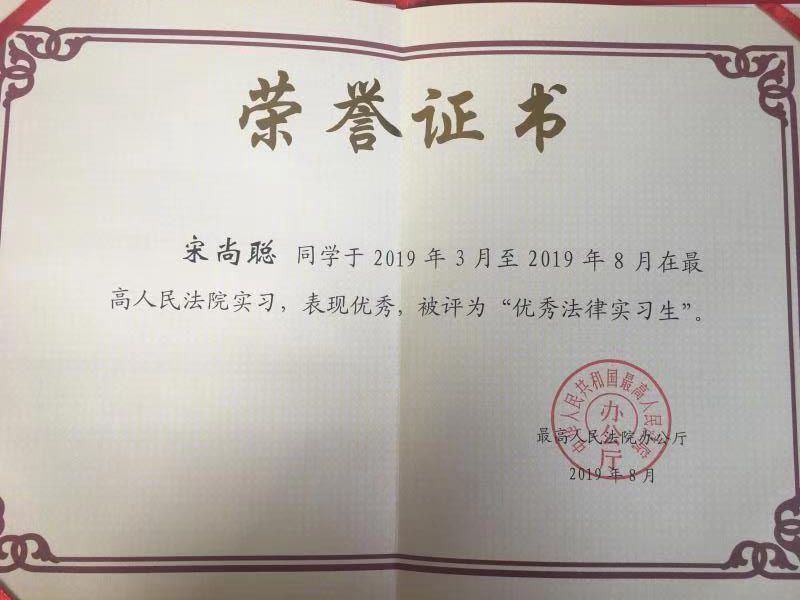 荣誉证书
宋尚聪 同学于 2019 年 3 月至 2019 年 8 月在最
高人民法院实习，表现优秀，被评为“优秀法律实习生”。
中华人民共和国最高人民法院
办公厅
最高人民法院办公厅
2019 年 8 月